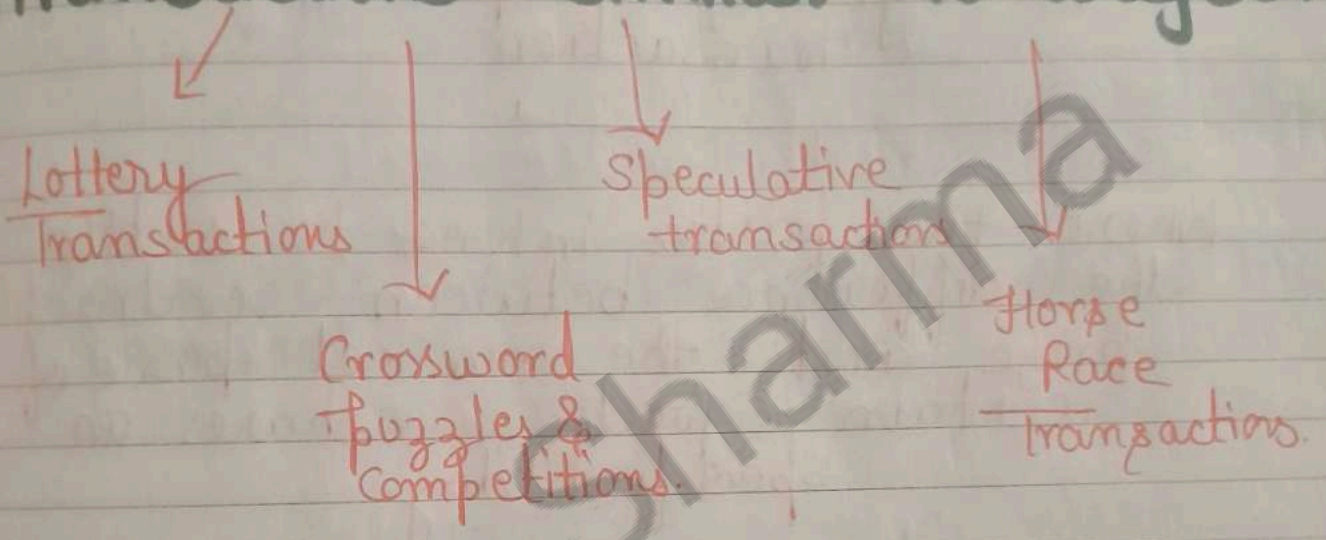 Lottery
Transactions
Speculative
transaction
Crossword
puzzles &
Competitions.
Horse
Race
Transactions.
Sharma